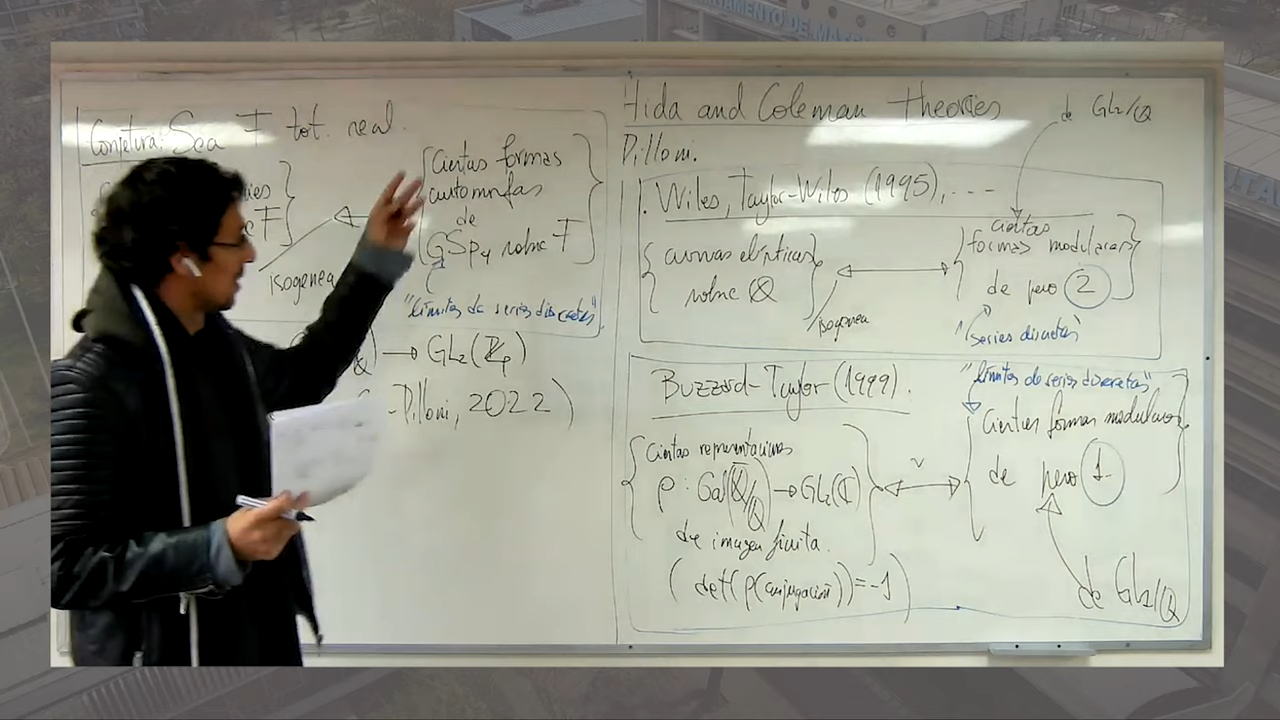 Conjetura: Sea F tot. real.
F
isogenea
{ ciertas formas
automorfas
de
GSp₄ sobre F }
"límites de series discretas"
→ GL₂(ℤₚ)
-Pilloni, 2022)
Hida and Coleman theories
Pilloni.
de GL₂/ℚ
1. Wiles, Taylor-Wiles (1995), ...
{ curvas elípticas
sobre ℚ }
isogenea
{ ciertas
formas modulares
de peso 2 }
"series discretas"
Buzzard-Taylor (1999).
"límites de series discretas"
{ ciertas representaciones
ρ: Gal(ℚ̄/ℚ) → GL₂(ℂ)
de imagen finita.
(det(ρ(conjugación)) = -1)
{ Ciertas formas modulares
de peso 1
de GL₂/ℚ
DEPARTAMENTO DE